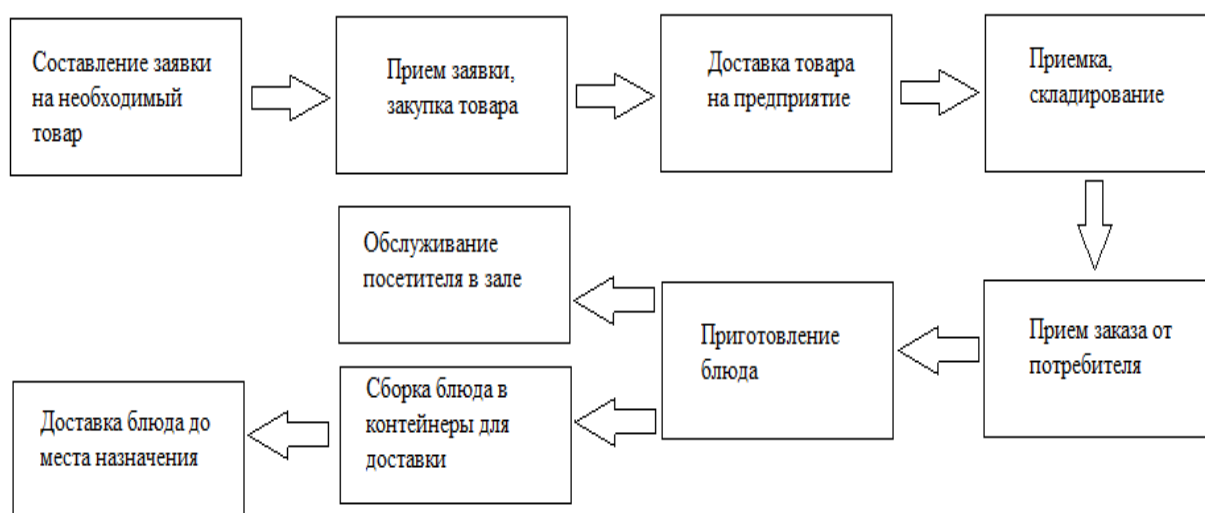 Составление заявки
на необходимый
товар
Прием заявки,
закупка товара
Доставка товара
на предприятие
Приемка,
складирование
Прием заказа от
потребителя
Приготовление
блюда
Обслуживание
посетителя в зале
Сборка блюда в
контейнеры для
доставки
Доставка блюда до
места назначения